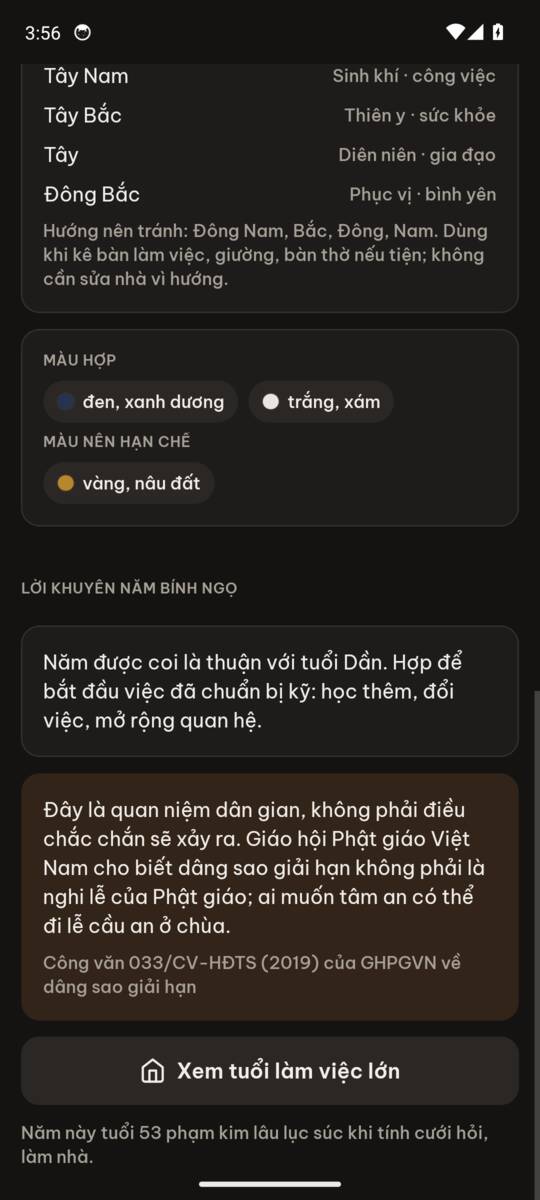 3:56
Tây Nam
Sinh khí · công việc
Tây Bắc
Thiên y · sức khỏe
Tây
Diên niên · gia đạo
Đông Bắc
Phục vị · bình yên
Hướng nên tránh: Đông Nam, Bắc, Đông, Nam. Dùng
khi kê bàn làm việc, giường, bàn thờ nếu tiện; không
cần sửa nhà vì hướng.
MÀU HỢP
đen, xanh dương
trắng, xám
MÀU NÊN HẠN CHẾ
vàng, nâu đất
LỜI KHUYÊN NĂM BÍNH NGỌ
Năm được coi là thuận với tuổi Dần. Hợp để
bắt đầu việc đã chuẩn bị kỹ: học thêm, đổi
việc, mở rộng quan hệ.
Đây là quan niệm dân gian, không phải điều
chắc chắn sẽ xảy ra. Giáo hội Phật giáo Việt
Nam cho biết dâng sao giải hạn không phải là
nghi lễ của Phật giáo; ai muốn tâm an có thể
đi lễ cầu an ở chùa.
Công văn 033/CV-HĐTS (2019) của GHPGVN về
dâng sao giải hạn
Xem tuổi làm việc lớn
Năm này tuổi 53 phạm kim lâu lục súc khi tính cưới hỏi,
làm nhà.